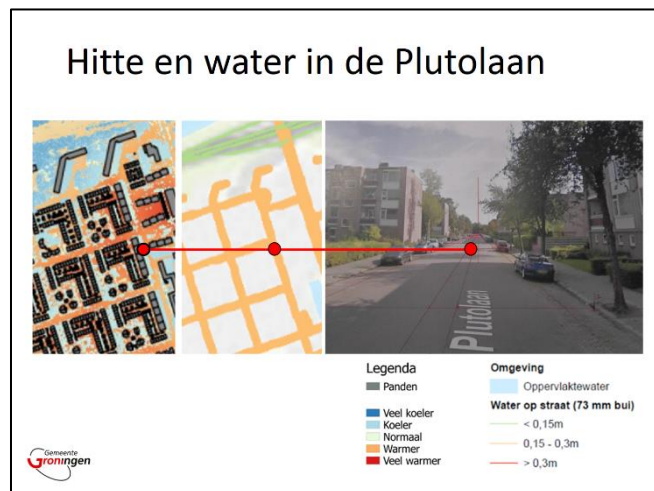 Hitte en water in de Plutolaan
Plutolaan
Legenda
Panden
Veel koeler
Koeler
Normaal
Warmer
Veel warmer
Omgeving
Oppervlaktewater
Water op straat (73 mm bui)
< 0,15m
0,15 - 0,3m
> 0,3m
Gemeente
Groningen